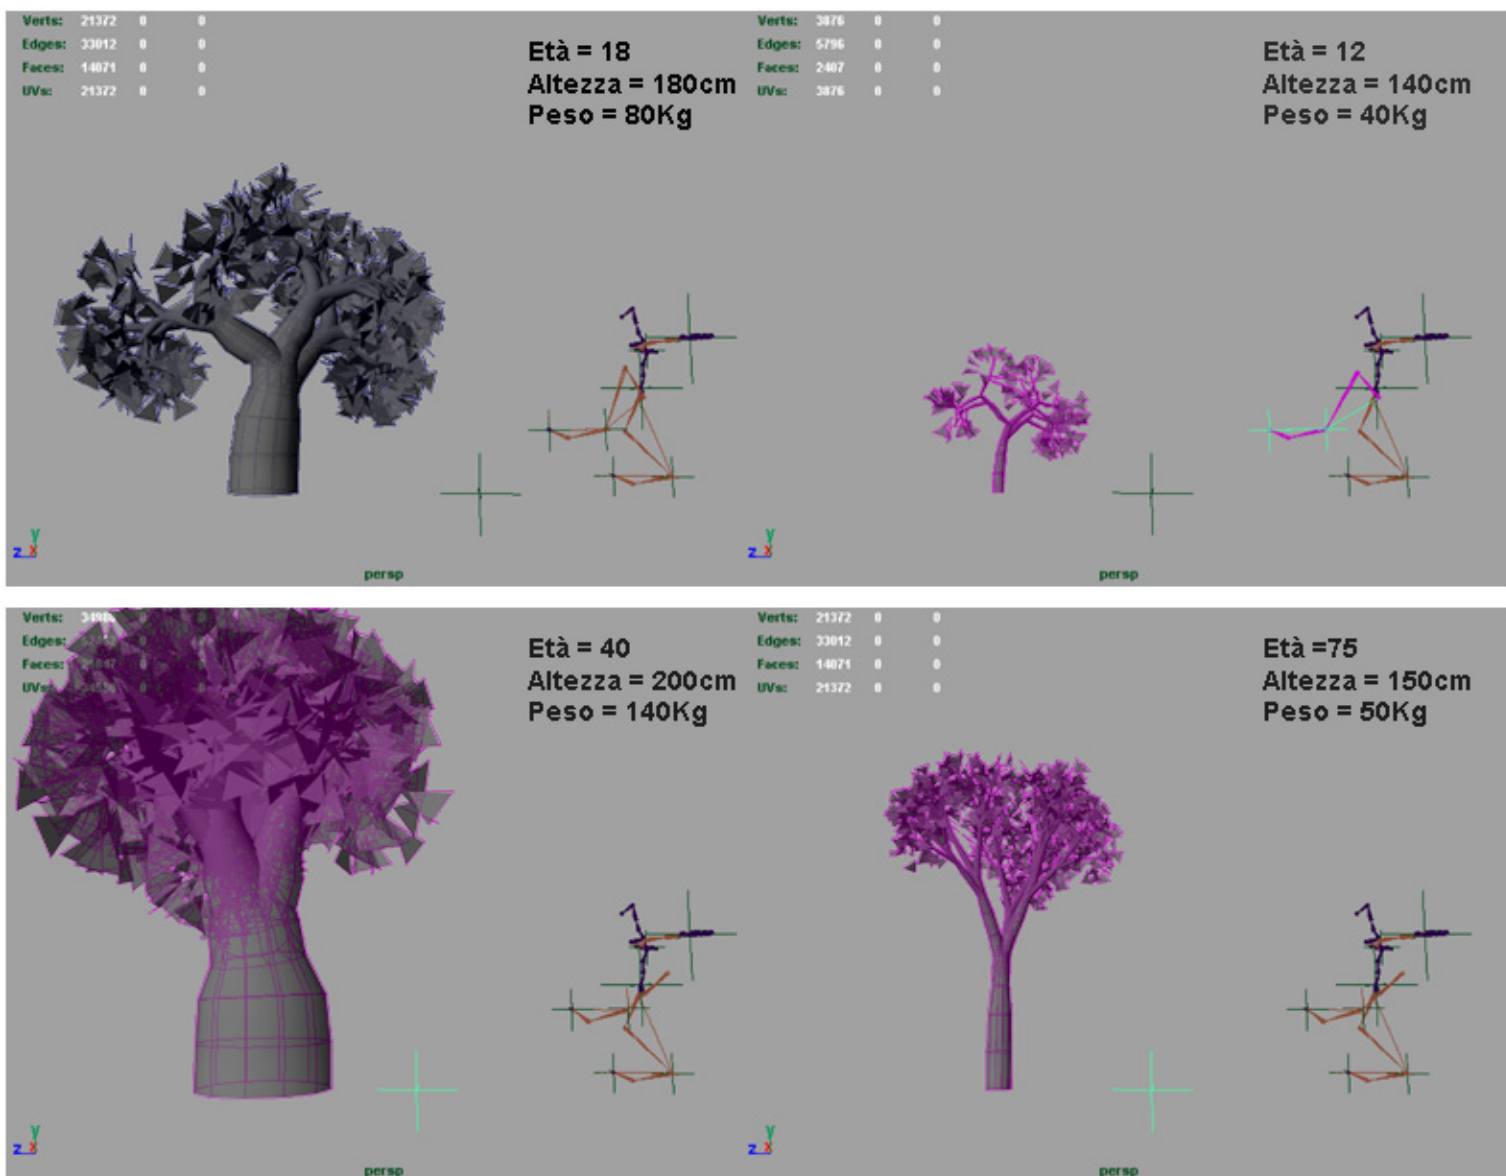 Verts: 21372 0 0
Edges: 33012 0 0
Faces: 14071 0 0
UVs: 21372 0 0
Età = 18
Altezza = 180cm
Peso = 80Kg
y
z x
persp
Verts: 3876 0 0
Edges: 5796 0 0
Faces: 2407 0 0
UVs: 3876 0 0
Età = 12
Altezza = 140cm
Peso = 40Kg
y
z x
persp
Verts:
Edges:
Faces:
UVs:
Età = 40
Altezza = 200cm
Peso = 140Kg
y
z x
persp
Verts: 21372 0 0
Edges: 33012 0 0
Faces: 14071 0 0
UVs: 21372 0 0
Età =75
Altezza = 150cm
Peso = 50Kg
y
z x
persp